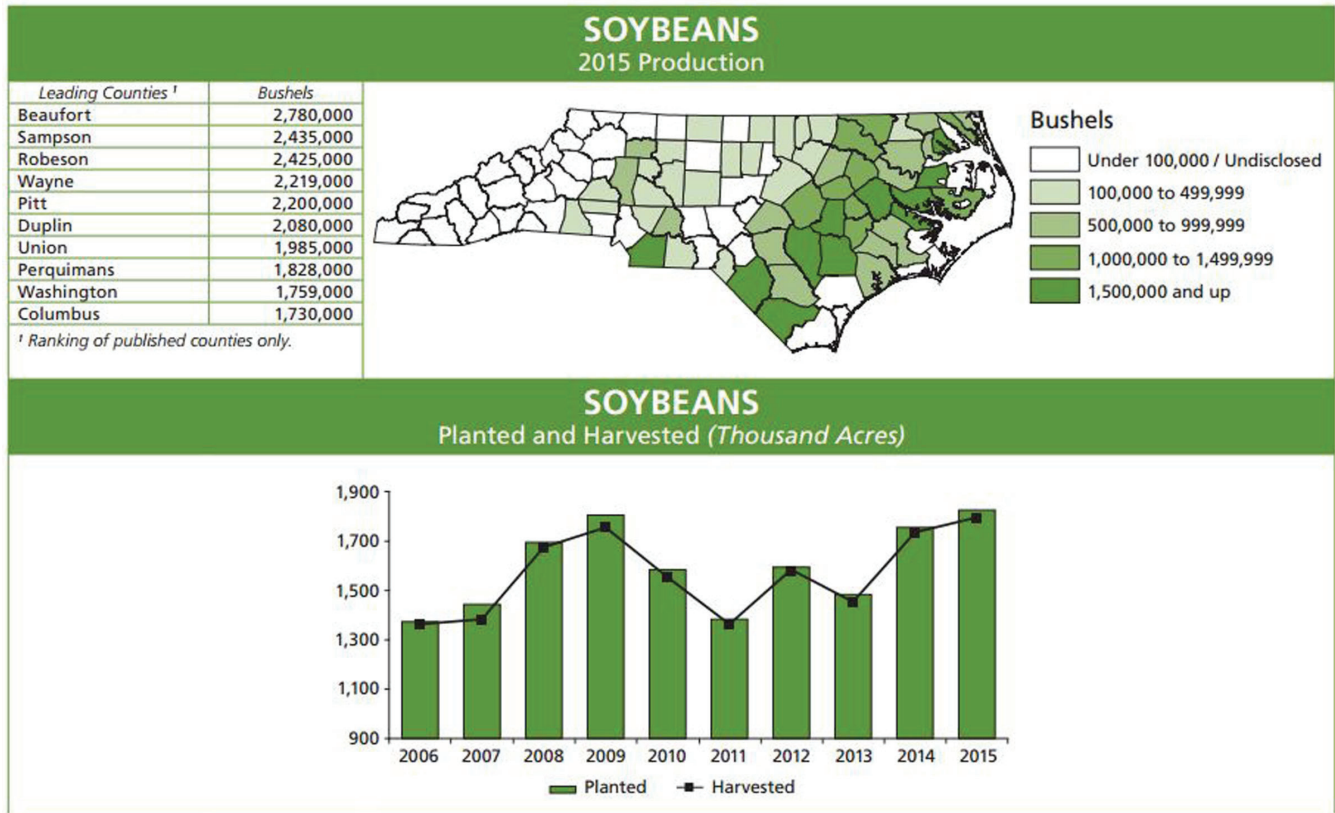 SOYBEANS
2015 Production
Leading Counties ¹ Bushels
Beaufort 2,780,000
Sampson 2,435,000
Robeson 2,425,000
Wayne 2,219,000
Pitt 2,200,000
Duplin 2,080,000
Union 1,985,000
Perquimans 1,828,000
Washington 1,759,000
Columbus 1,730,000
¹ Ranking of published counties only.
Bushels
Under 100,000 / Undisclosed
100,000 to 499,999
500,000 to 999,999
1,000,000 to 1,499,999
1,500,000 and up
SOYBEANS
Planted and Harvested (Thousand Acres)
1,900
1,700
1,500
1,300
1,100
900
2006 2007 2008 2009 2010 2011 2012 2013 2014 2015
Planted Harvested